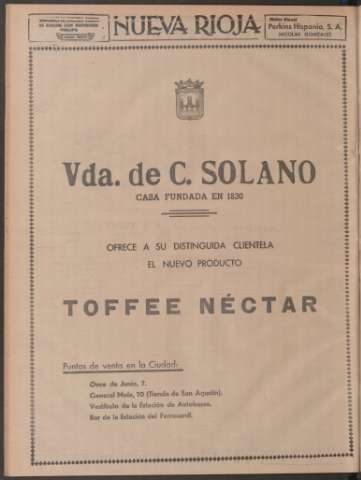 NUEVA RIOJA
Perkins Hispania, S. A.
NICOLAS GONZALEZ
Vda. de C. SOLANO
CASA FUNDADA EN 1830
OFRECE A SU DISTINGUIDA CLIENTELA
EL NUEVO PRODUCTO
TOFFEE NÉCTAR
Puntos de venta en la Ciudad:
Once de Junio, 7.
General Mola, 10 (Tienda de San Agustín).
Vestíbulo de la Estación de Autobuses.
Bar de la Estación del Ferrocarril.